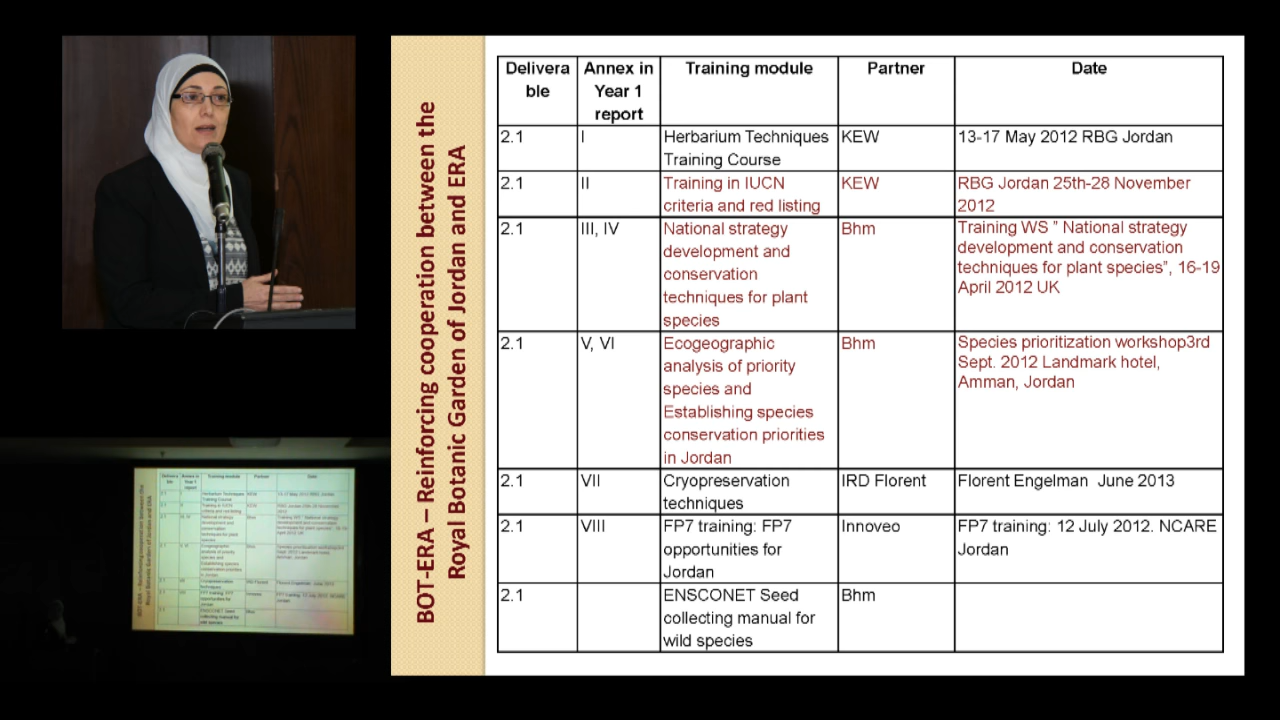 BOT-ERA – Reinforcing cooperation between the
Royal Botanic Garden of Jordan and ERA
Delivera
ble
Annex in
Year 1
report
Training module
Partner
Date
2.1
I
Herbarium Techniques
Training Course
KEW
13-17 May 2012 RBG Jordan
2.1
II
Training in IUCN
criteria and red listing
KEW
RBG Jordan 25th-28 November
2012
2.1
III, IV
National strategy
development and
conservation
techniques for plant
species
Bhm
Training WS " National strategy
development and conservation
techniques for plant species", 16-19
April 2012 UK
2.1
V, VI
Ecogeographic
analysis of priority
species and
Establishing species
conservation priorities
in Jordan
Bhm
Species prioritization workshop3rd
Sept. 2012 Landmark hotel,
Amman, Jordan
2.1
VII
Cryopreservation
techniques
IRD Florent
Florent Engelman  June 2013
2.1
VIII
FP7 training: FP7
opportunities for
Jordan
Innoveo
FP7 training: 12 July 2012. NCARE
Jordan
2.1
ENSCONET Seed
collecting manual for
wild species
Bhm